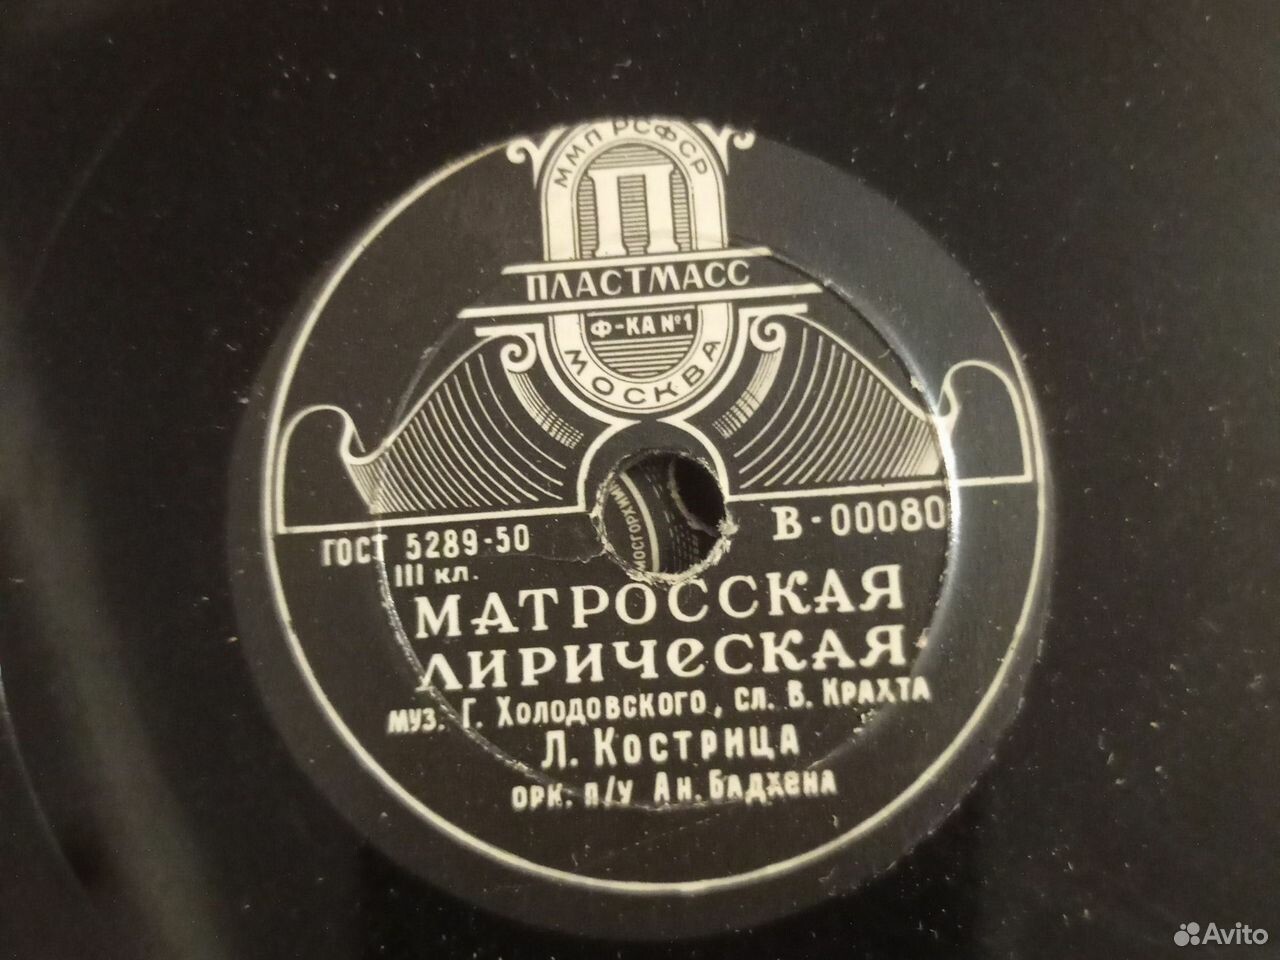 ММП РСФСР
П
ПЛАСТМАСС
Ф-КА №1
МОСКВА
ГОСТ 5289-50
III КЛ.
В-00080
МОСГОРХИМ
МАТРОССКАЯ
ЛИРИЧЕСКАЯ
МУЗ. Г. ХОЛОДОВСКОГО, СЛ. В. КРАХТА
Л. КОСТРИЦА
ОРК. П/У АН. БАДХЕНА
Avito